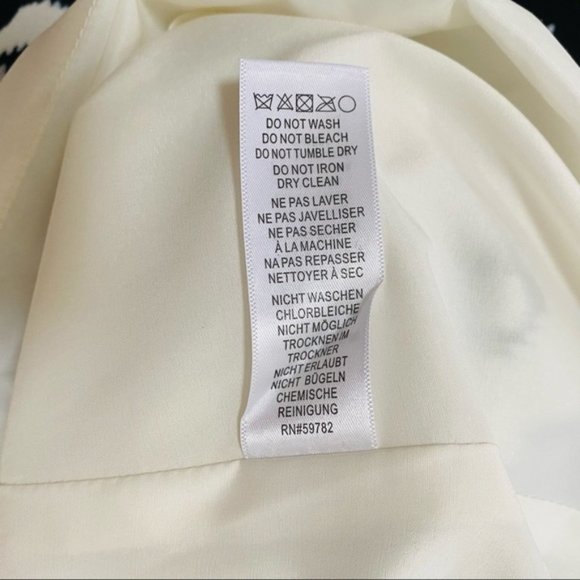 DO NOT WASH
DO NOT BLEACH
DO NOT TUMBLE DRY
DO NOT IRON
DRY CLEAN
NE PAS LAVER
NE PAS JAVELLISER
NE PAS SECHER
À LA MACHINE
NA PAS REPASSER
NETTOYER À SEC
NICHT WASCHEN
CHLORBLEICHE
NICHT MÖGLICH
TROCKNEN IM
TROCKNER
NICHT ERLAUBT
NICHT BÜGELN
CHEMISCHE
REINIGUNG
RN#59782